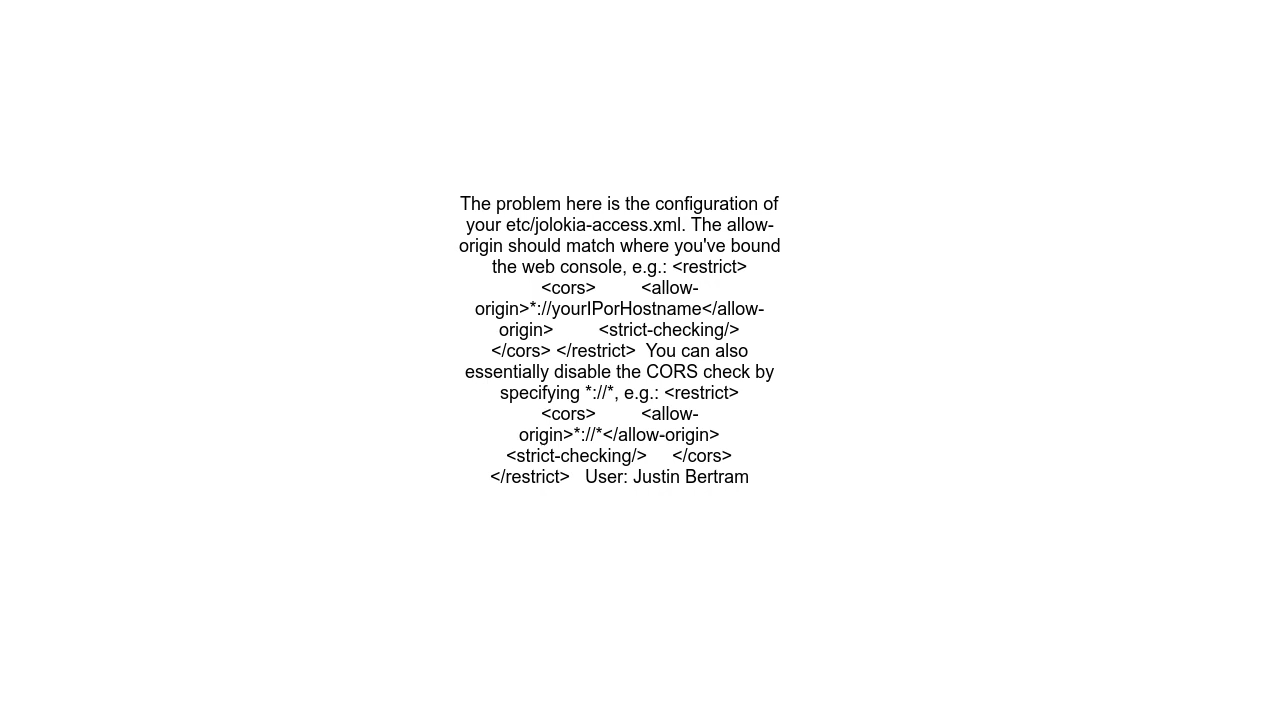 The problem here is the configuration of
your etc/jolokia-access.xml. The allow-
origin should match where you've bound
the web console, e.g.: <restrict>
<cors>         <allow-
origin>*://yourIPorHostname</allow-
origin>         <strict-checking/>
</cors> </restrict>  You can also
essentially disable the CORS check by
specifying *://*, e.g.: <restrict>
<cors>         <allow-
origin>*://*</allow-origin>
<strict-checking/>     </cors>
</restrict>   User: Justin Bertram